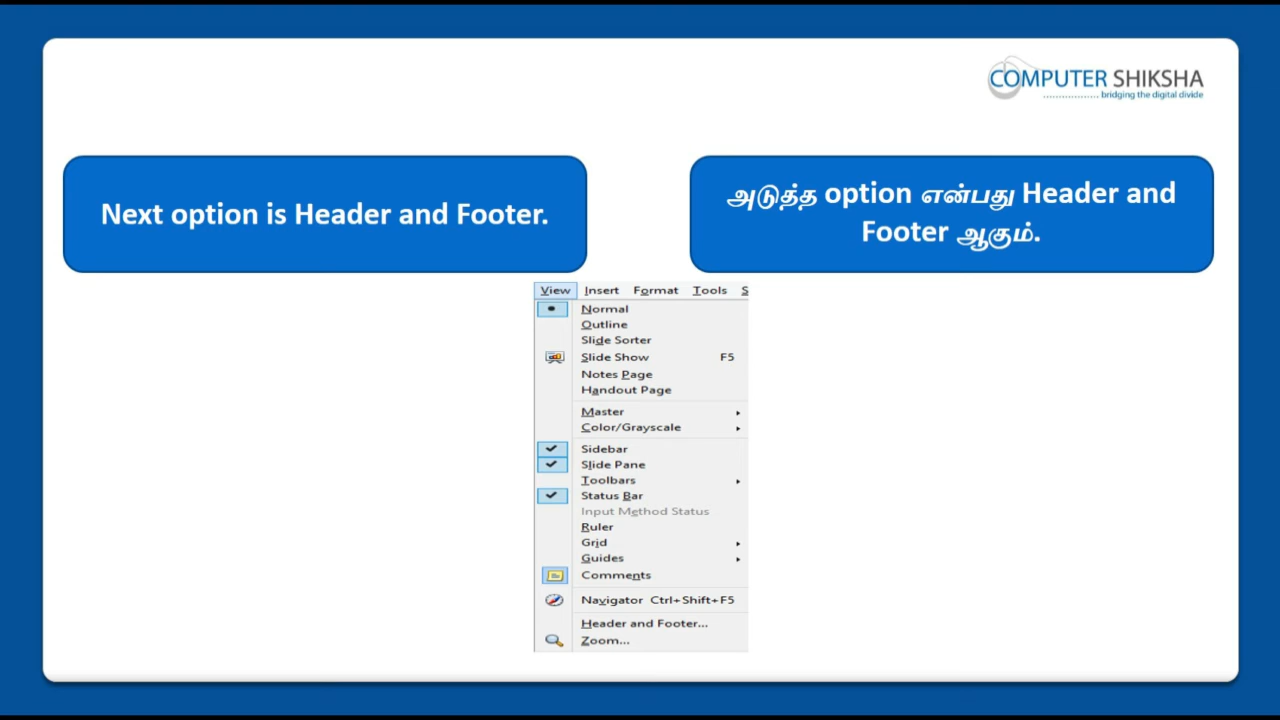 COMPUTER SHIKSHA
bridging the digital divide
Next option is Header and Footer.
அடுத்த option என்பது Header and
Footer ஆகும்.
View Insert Format Tools S
Normal
Outline
Slide Sorter
Slide Show F5
Notes Page
Handout Page
Master
Color/Grayscale
Sidebar
Slide Pane
Toolbars
Status Bar
Input Method Status
Ruler
Grid
Guides
Comments
Navigator Ctrl+Shift+F5
Header and Footer...
Zoom...